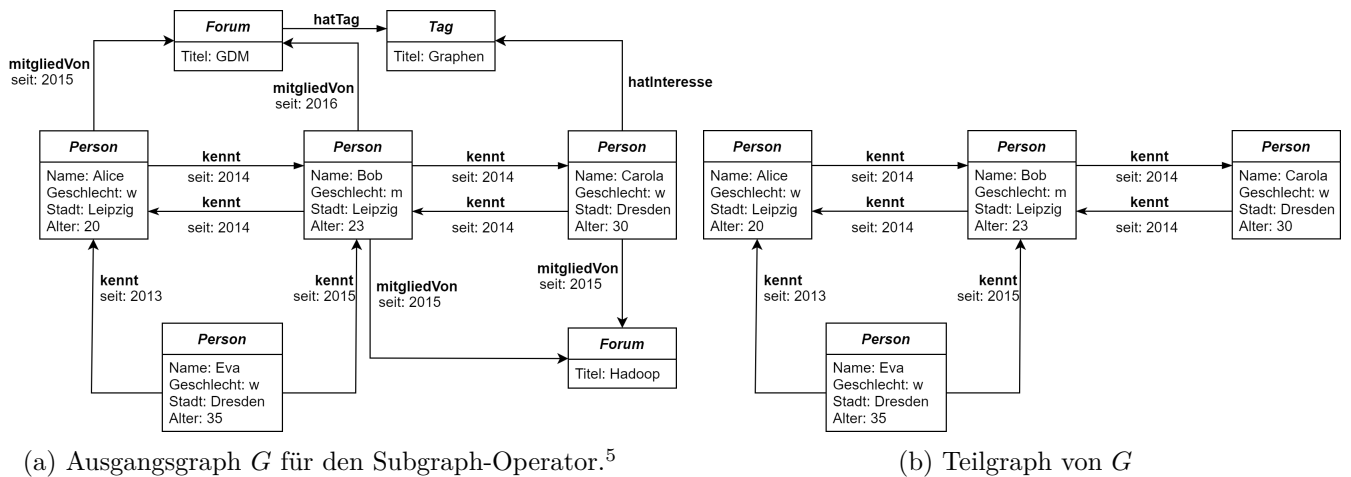 Forum
Titel: GDM
hatTag
Tag
Titel: Graphen
mitgliedVon
seit: 2015
mitgliedVon
seit: 2016
hatInteresse
Person
Name: Alice
Geschlecht: w
Stadt: Leipzig
Alter: 20
kennt
seit: 2014
kennt
seit: 2014
Person
Name: Bob
Geschlecht: m
Stadt: Leipzig
Alter: 23
kennt
seit: 2014
kennt
seit: 2014
Person
Name: Carola
Geschlecht: w
Stadt: Dresden
Alter: 30
kennt
seit: 2013
kennt
seit: 2015
mitgliedVon
seit: 2015
mitgliedVon
seit: 2015
Person
Name: Eva
Geschlecht: w
Stadt: Dresden
Alter: 35
Forum
Titel: Hadoop
(a) Ausgangsgraph G für den Subgraph-Operator.⁵
Person
Name: Alice
Geschlecht: w
Stadt: Leipzig
Alter: 20
kennt
seit: 2014
kennt
seit: 2014
Person
Name: Bob
Geschlecht: m
Stadt: Leipzig
Alter: 23
kennt
seit: 2014
kennt
seit: 2014
Person
Name: Carola
Geschlecht: w
Stadt: Dresden
Alter: 30
kennt
seit: 2013
kennt
seit: 2015
Person
Name: Eva
Geschlecht: w
Stadt: Dresden
Alter: 35
(b) Teilgraph von G